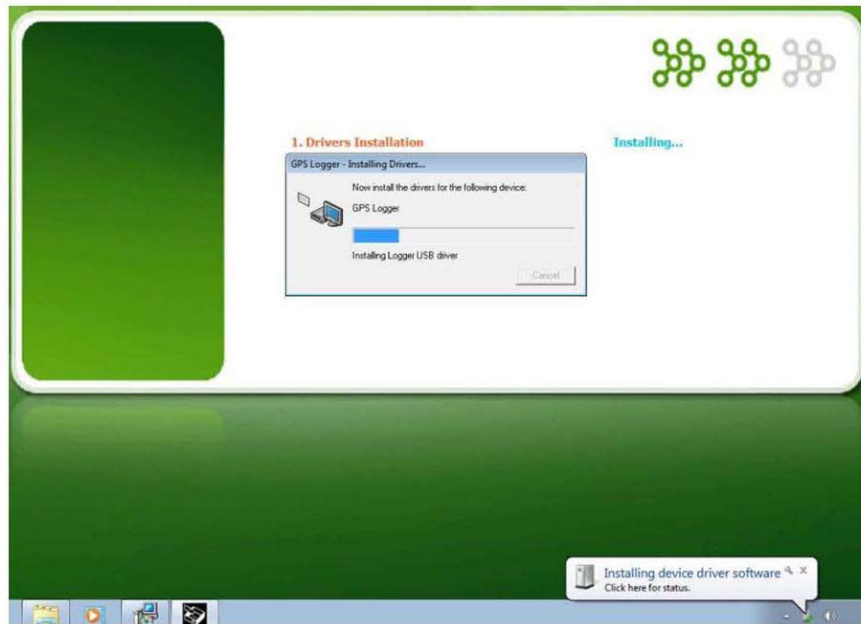 1. Drivers Installation
Installing...
GPS Logger - Installing Drivers...
Now install the drivers for the following device:
GPS Logger
Installing Logger USB driver
Cancel
Installing device driver software
Click here for status.